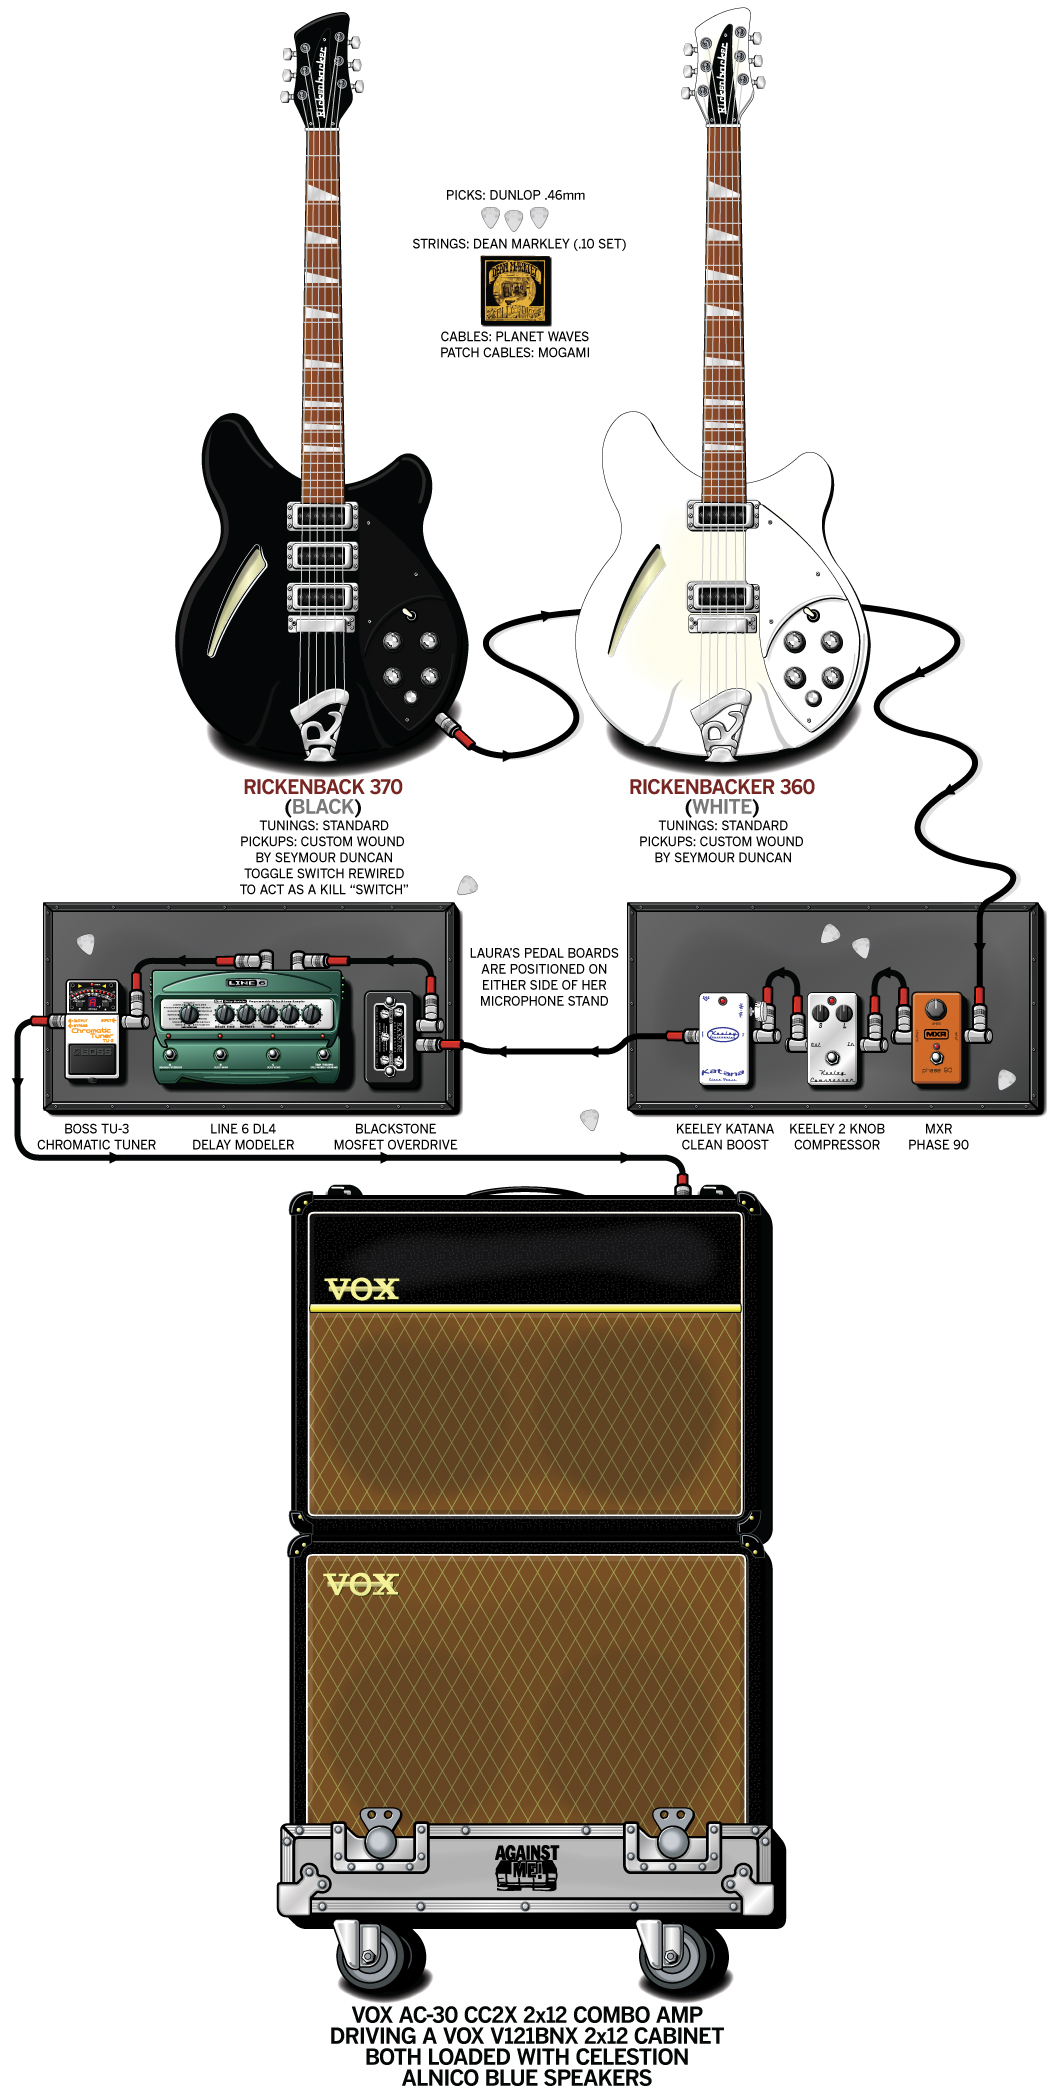 Rickenbacker
Rickenbacker
PICKS: DUNLOP .46mm
STRINGS: DEAN MARKLEY (.10 SET)
DEAN MARKLEY
CABLES: PLANET WAVES
PATCH CABLES: MOGAMI
RICKENBACK 370
(BLACK)
TUNINGS: STANDARD
PICKUPS: CUSTOM WOUND
BY SEYMOUR DUNCAN
TOGGLE SWITCH REWIRED
TO ACT AS A KILL “SWITCH”
RICKENBACKER 360
(WHITE)
TUNINGS: STANDARD
PICKUPS: CUSTOM WOUND
BY SEYMOUR DUNCAN
LAURA’S PEDAL BOARDS
ARE POSITIONED ON
EITHER SIDE OF HER
MICROPHONE STAND
Chromatic
Tuner
TU-3
BOSS
LINE 6
Keeley
Katana
Clean Boost
Keeley
Compressor
MXR
phase 90
BOSS TU-3
CHROMATIC TUNER
LINE 6 DL4
DELAY MODELER
BLACKSTONE
MOSFET OVERDRIVE
KEELEY KATANA
CLEAN BOOST
KEELEY 2 KNOB
COMPRESSOR
MXR
PHASE 90
VOX
VOX
AGAINST
ME!
VOX AC-30 CC2X 2x12 COMBO AMP
DRIVING A VOX V121BNX 2x12 CABINET
BOTH LOADED WITH CELESTION
ALNICO BLUE SPEAKERS